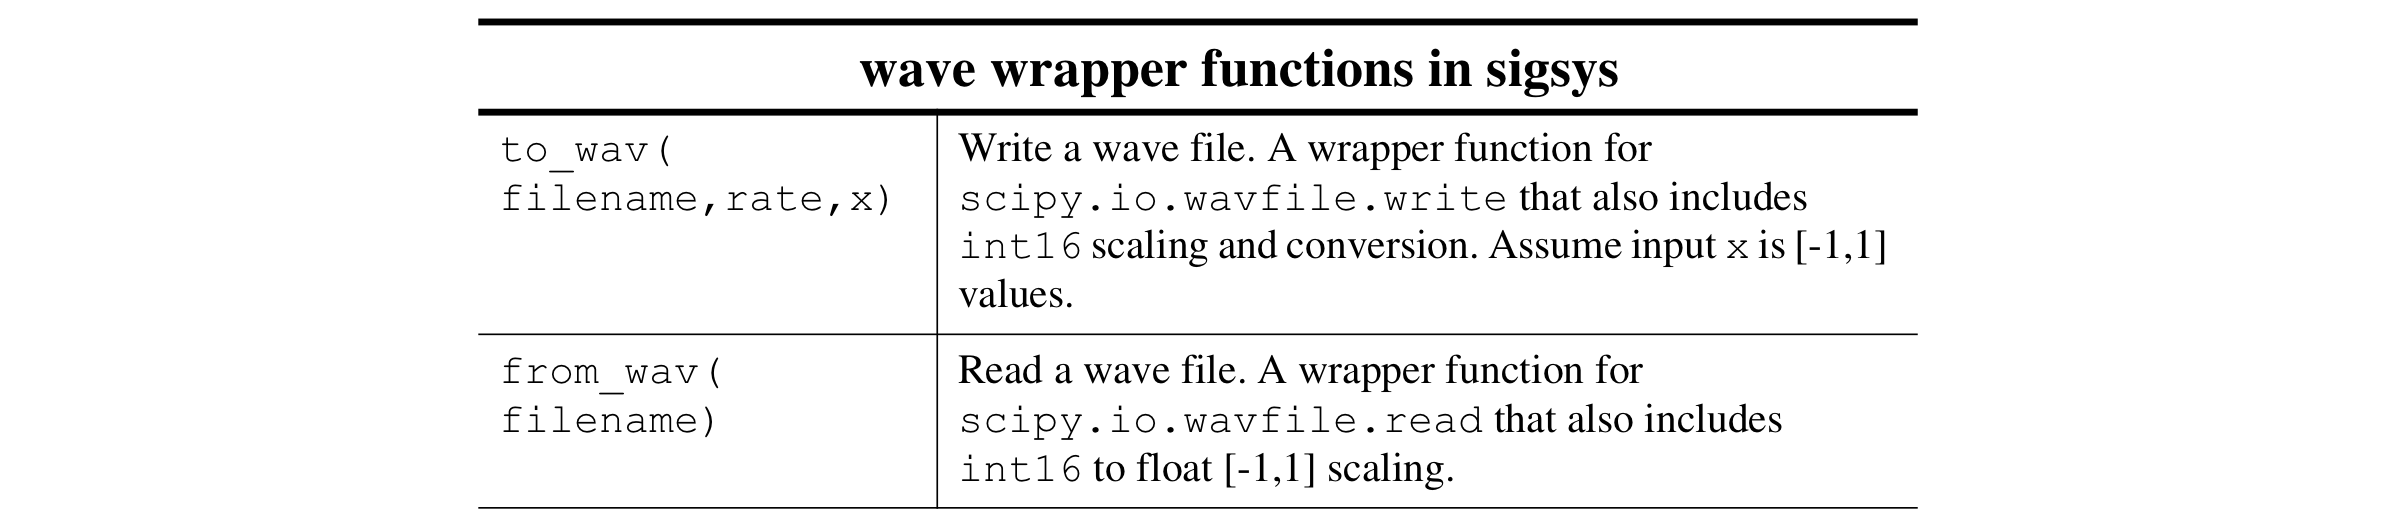 wave wrapper functions in sigsys
to_wav(
filename,rate,x)
Write a wave file. A wrapper function for
scipy.io.wavfile.write that also includes
int16 scaling and conversion. Assume input x is [-1,1]
values.
from_wav(
filename)
Read a wave file. A wrapper function for
scipy.io.wavfile.read that also includes
int16 to float [-1,1] scaling.